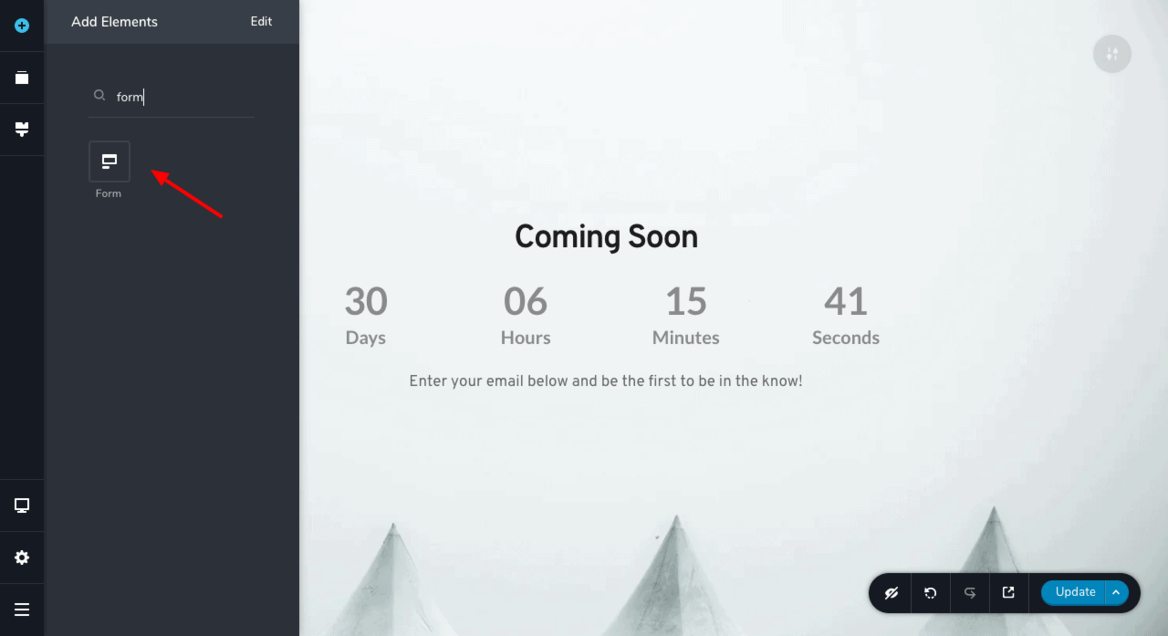 Add Elements Edit
form
Form
Coming Soon
30 06 15 41
Days Hours Minutes Seconds
Enter your email below and be the first to be in the know!
Update